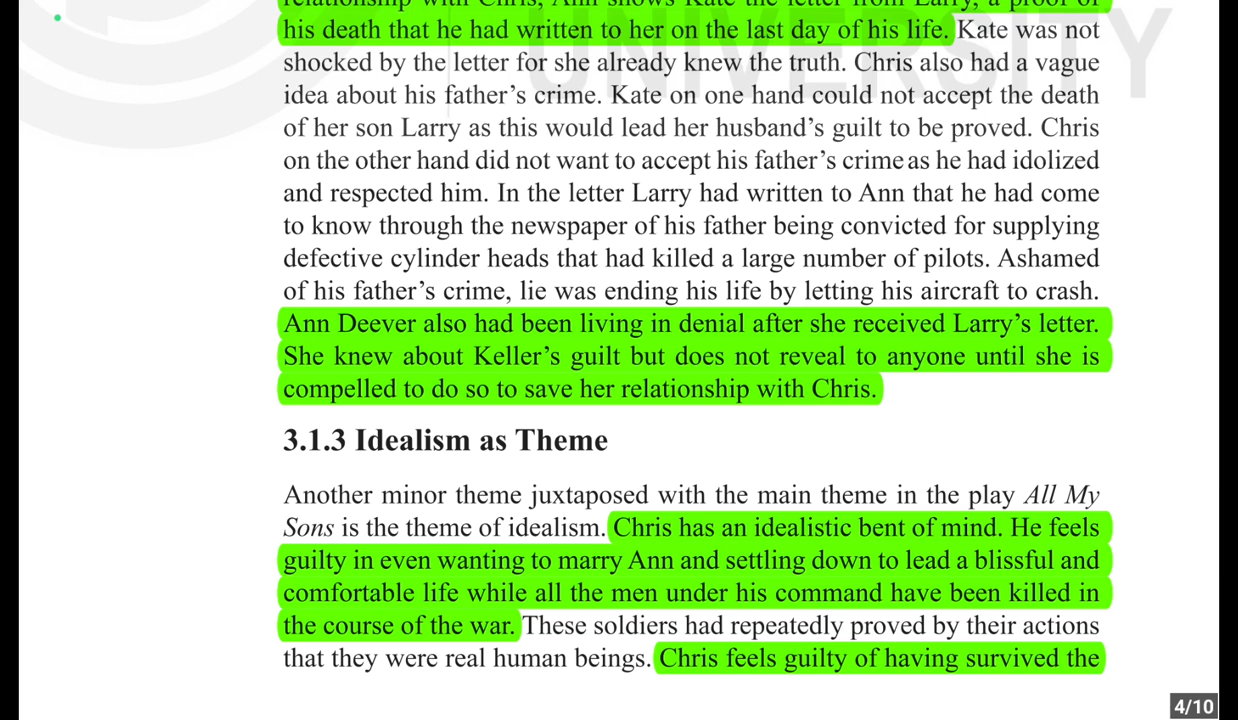 relationship with Chris, Ann shows Kate the letter from Larry, a proof of
his death that he had written to her on the last day of his life. Kate was not
shocked by the letter for she already knew the truth. Chris also had a vague
idea about his father's crime. Kate on one hand could not accept the death
of her son Larry as this would lead her husband's guilt to be proved. Chris
on the other hand did not want to accept his father's crime as he had idolized
and respected him. In the letter Larry had written to Ann that he had come
to know through the newspaper of his father being convicted for supplying
defective cylinder heads that had killed a large number of pilots. Ashamed
of his father's crime, lie was ending his life by letting his aircraft to crash.
Ann Deever also had been living in denial after she received Larry's letter.
She knew about Keller's guilt but does not reveal to anyone until she is
compelled to do so to save her relationship with Chris.
3.1.3 Idealism as Theme
Another minor theme juxtaposed with the main theme in the play All My
Sons is the theme of idealism. Chris has an idealistic bent of mind. He feels
guilty in even wanting to marry Ann and settling down to lead a blissful and
comfortable life while all the men under his command have been killed in
the course of the war. These soldiers had repeatedly proved by their actions
that they were real human beings. Chris feels guilty of having survived the
UNIVERSITY
4/10